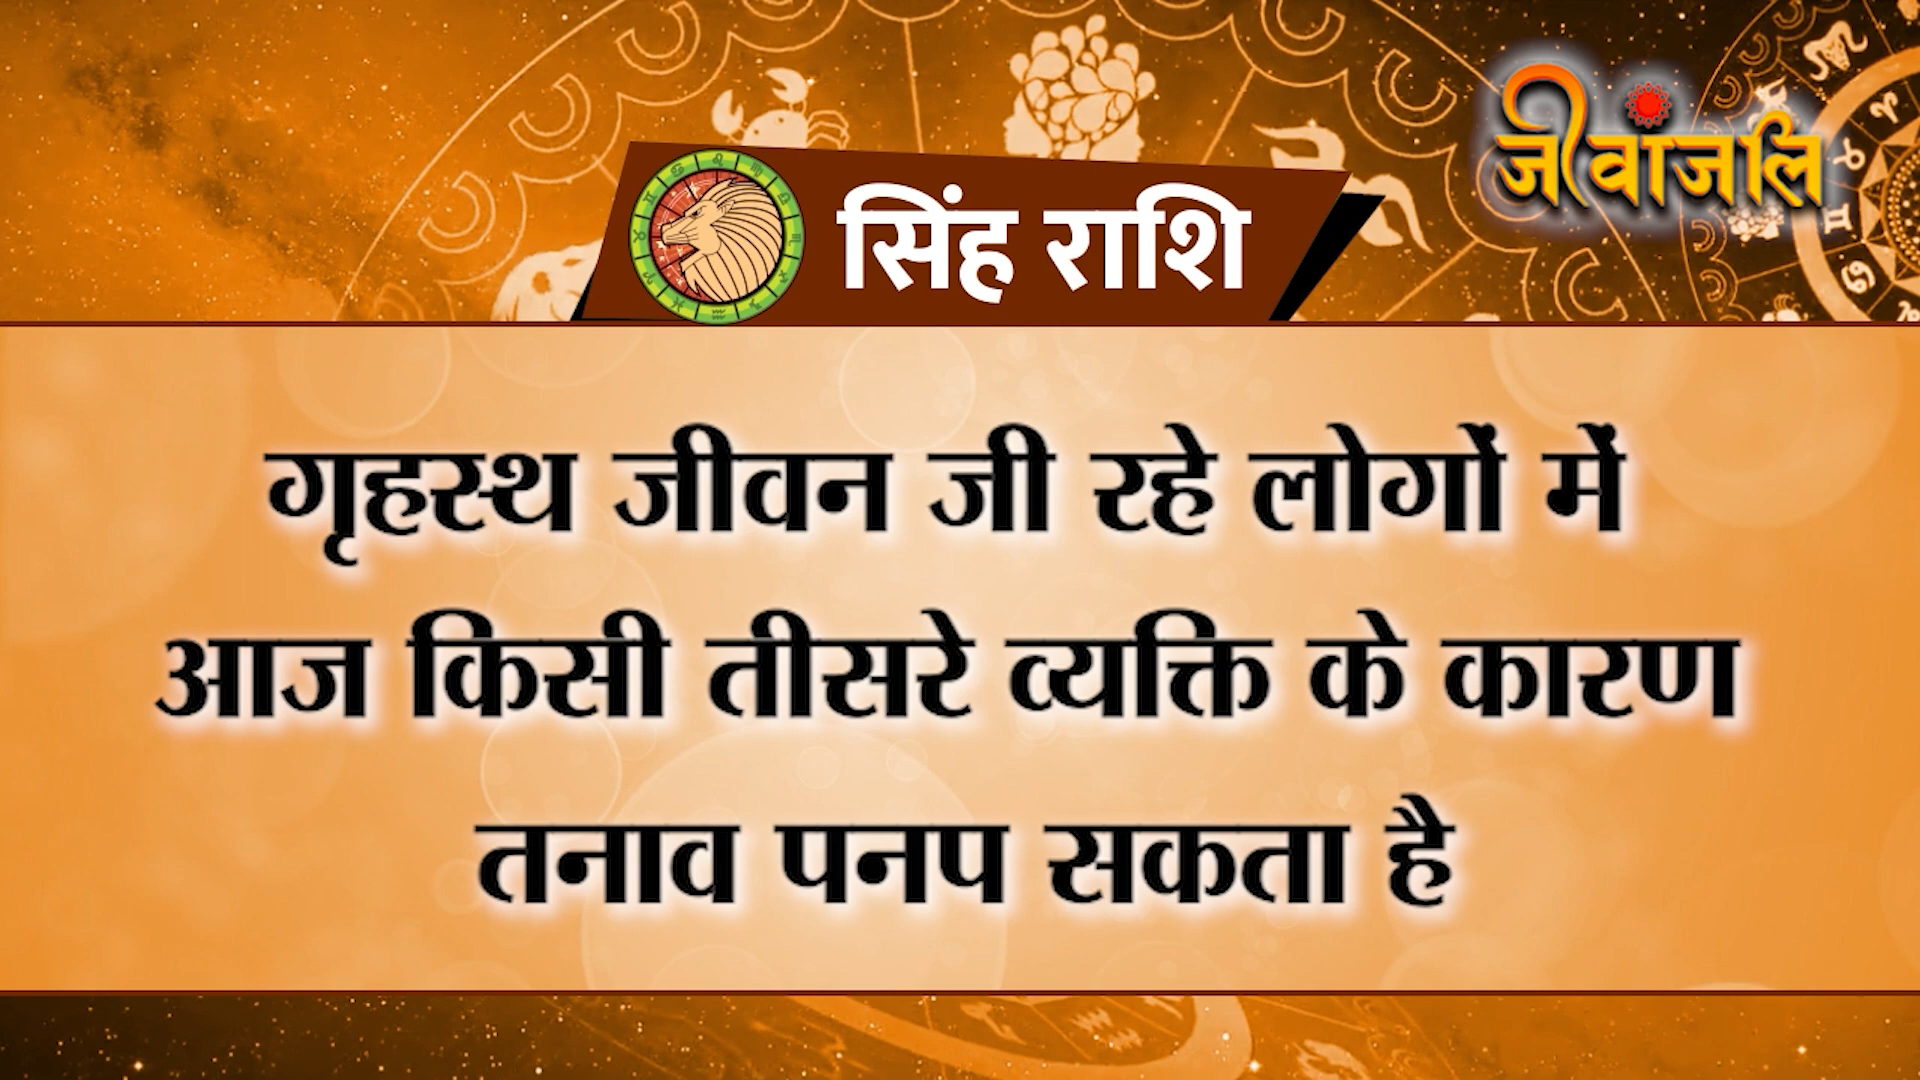 जीवांजलि
सिंह राशि
गृहस्थ जीवन जी रहे लोगों में
आज किसी तीसरे व्यक्ति के कारण
तनाव पनप सकता है